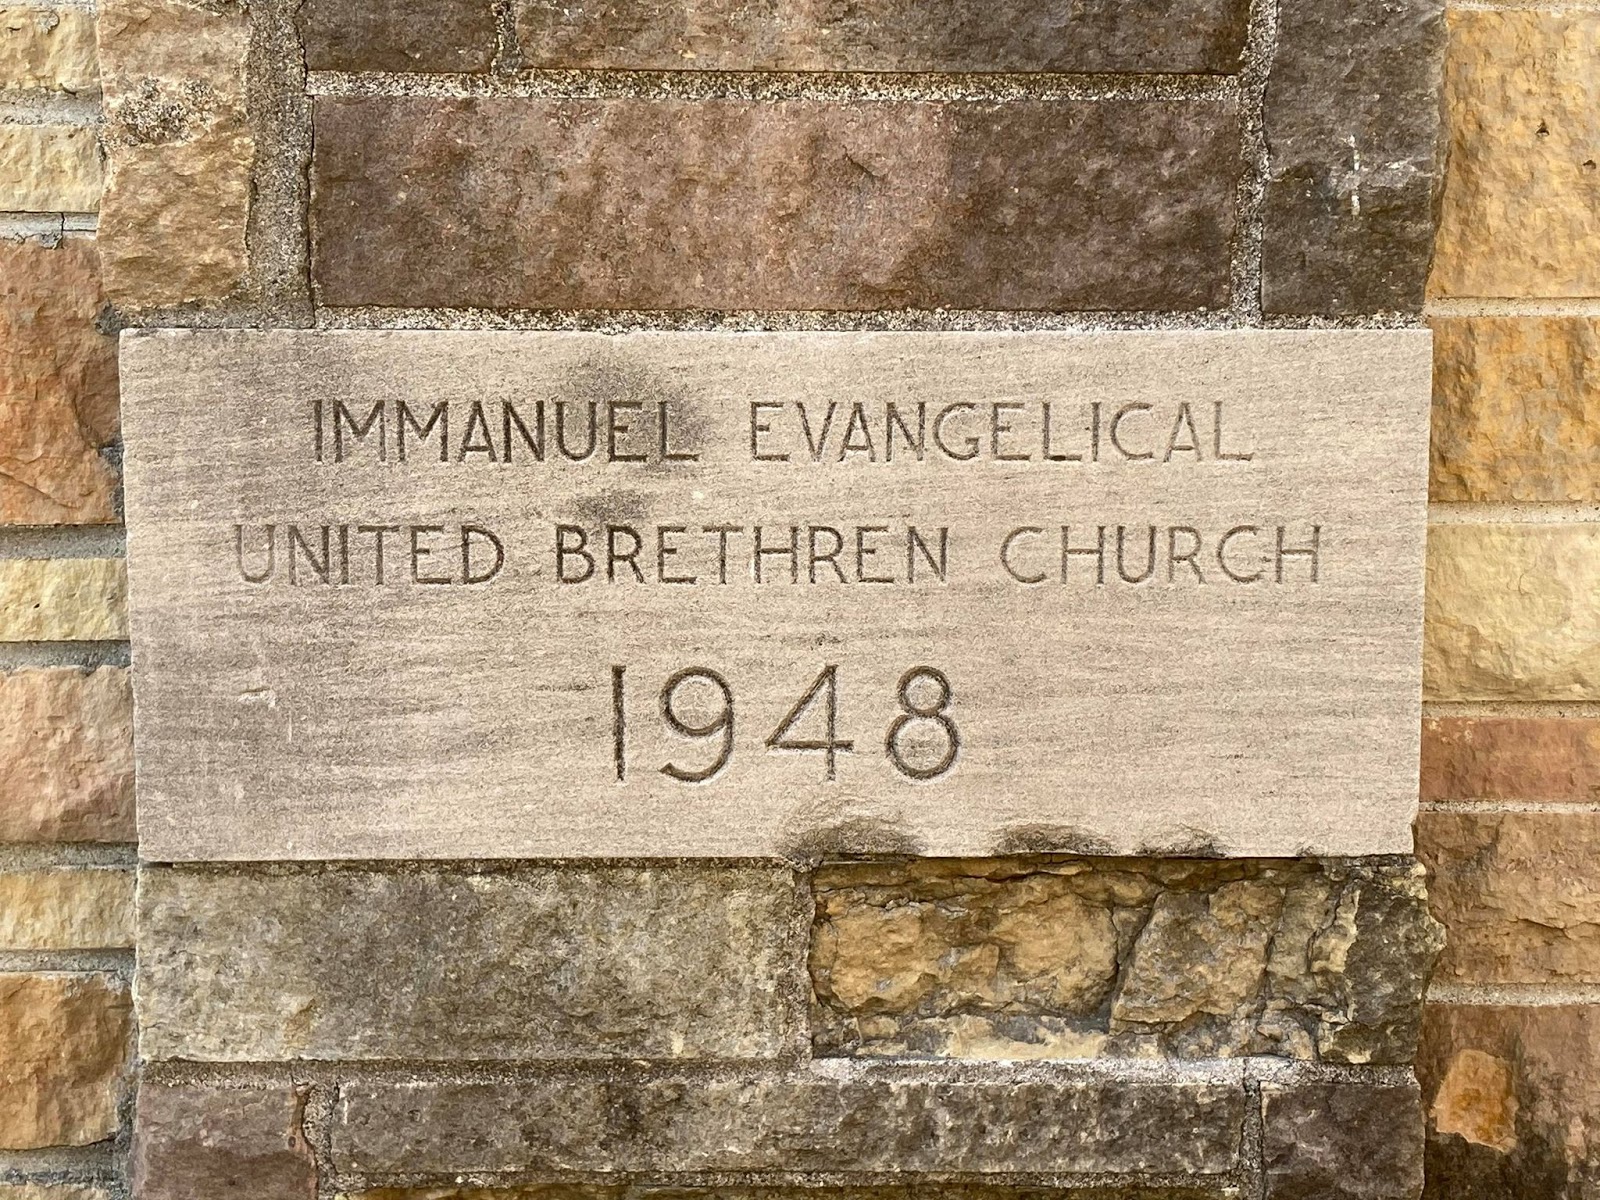 IMMANUEL EVANGELICAL
UNITED BRETHREN CHURCH
1948